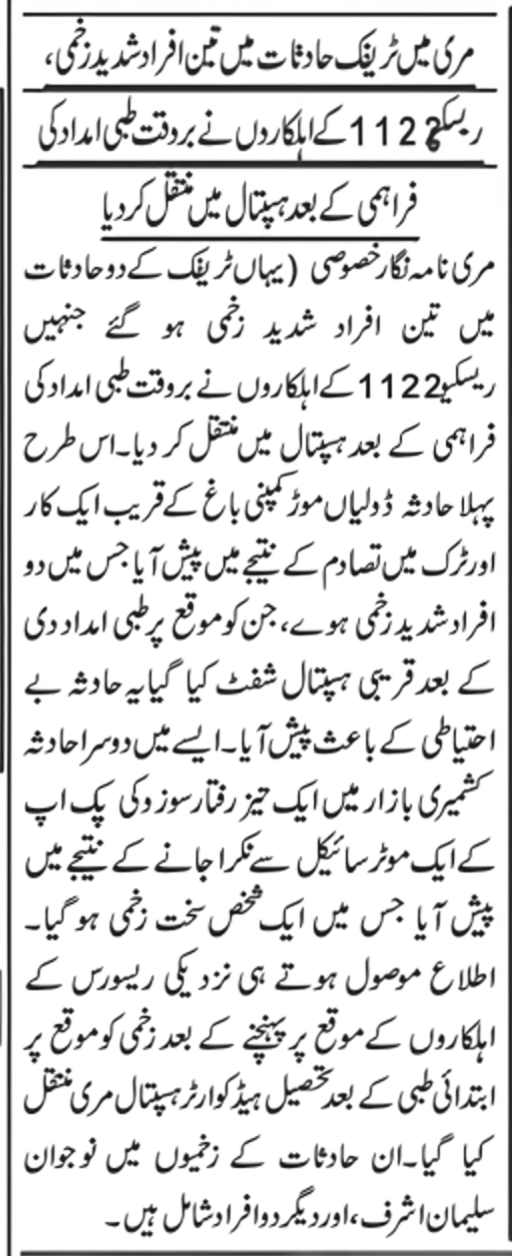 مری میں ٹریفک حادثات میں تین افراد شدید زخمی،
ریسکیو 1122 کے اہلکاروں نے بروقت طبی امداد کی
فراہمی کے بعد ہسپتال میں منتقل کر دیا
مری نامہ نگار خصوصی (یہاں ٹریفک کے دو حادثات
میں تین افراد شدید زخمی ہو گئے جنہیں
ریسکیو 1122 کے اہلکاروں نے بروقت طبی امداد کی
فراہمی کے بعد ہسپتال میں منتقل کر دیا۔اس طرح
پہلا حادثہ ڈولیاں موڑ کمپنی باغ کے قریب ایک کار
اور ٹرک میں تصادم کے نتیجے میں پیش آیا جس میں دو
افراد شدید زخمی ہوے، جن کو موقع پر طبی امداد دی
کے بعد قریبی ہسپتال شفٹ کیا گیا یہ حادثہ بے
احتیاطی کے باعث پیش آیا۔ایسے میں دوسرا حادثہ
کشمیری بازار میں ایک تیز رفتار سوزوکی پک اپ
کے ایک موٹر سائیکل سے ٹکرا جانے کے نتیجے میں
پیش آیا جس میں ایک شخص سخت زخمی ہو گیا۔
اطلاع موصول ہوتے ہی نزدیکی ریسورس کے
اہلکاروں کے موقع پر پہنچنے کے بعد زخمی کو موقع پر
ابتدائی طبی کے بعد تحصیل ہیڈ کوارٹر ہسپتال مری منتقل
کیا گیا۔ان حادثات کے زخمیوں میں نوجوان
سلیمان اشرف،اور دیگر دو افراد شامل ہیں۔